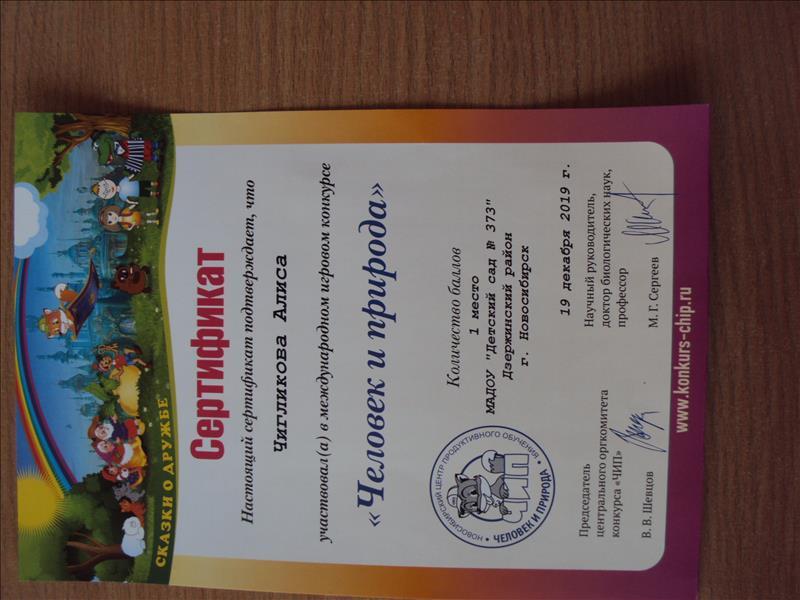 СКАЗКИ О ДРУЖБЕ
Сертификат
Настоящий сертификат подтверждает, что
Чигликова Алиса
участвовал(а) в международном игровом конкурсе
«Человек и природа»
Количество баллов
1 место
МАДОУ "Детский сад № 373"
Дзержинский район
г. Новосибирск
19 декабря 2019 г.
НОВОСИБИРСКИЙ ЦЕНТР ПРОДУКТИВНОГО ОБУЧЕНИЯ
ЧИП
• ЧЕЛОВЕК И ПРИРОДА •
Председатель
центрального оргкомитета
конкурса «ЧИП»
В. В. Шевцов
Научный руководитель,
доктор биологических наук,
профессор
М. Г. Сергеев
www.konkurs-chip.ru